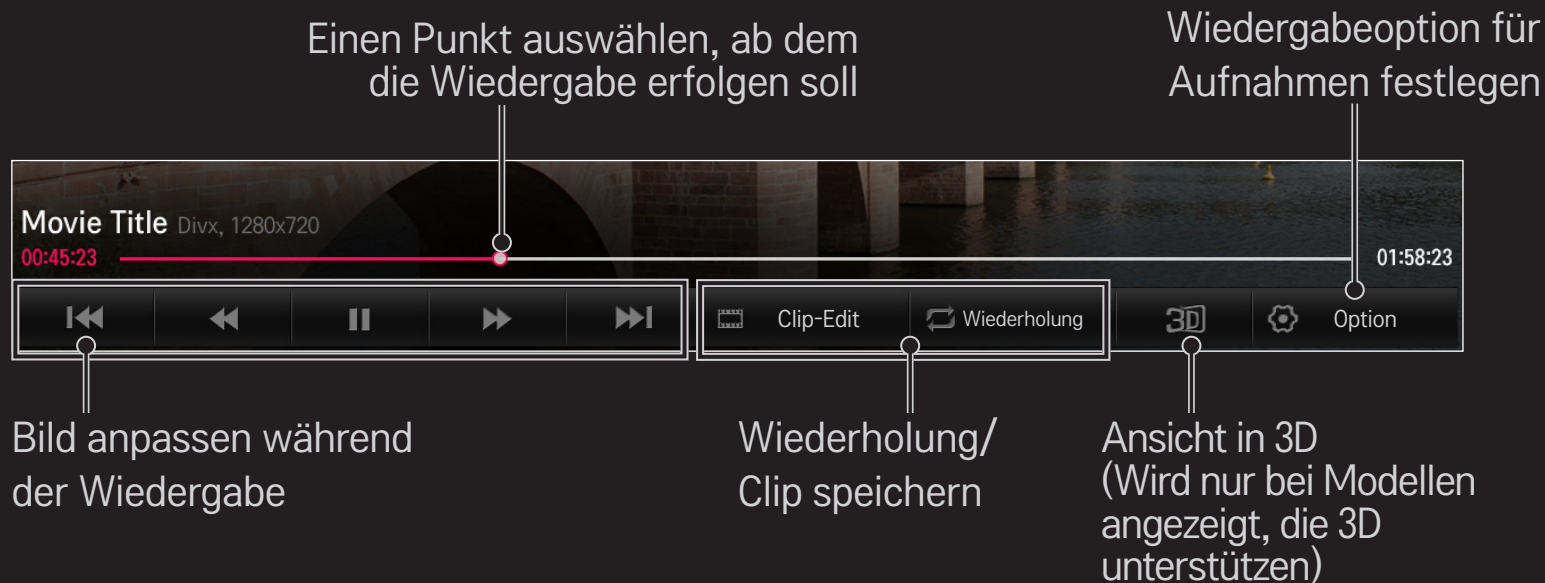 Einen Punkt auswählen, ab dem
die Wiedergabe erfolgen soll
Wiedergabeoption für
Aufnahmen festlegen
Movie Title Divx, 1280x720
00:45:23
01:58:23
Clip-Edit
Wiederholung
3D
Option
Bild anpassen während
der Wiedergabe
Wiederholung/
Clip speichern
Ansicht in 3D
(Wird nur bei Modellen
angezeigt, die 3D
unterstützen)